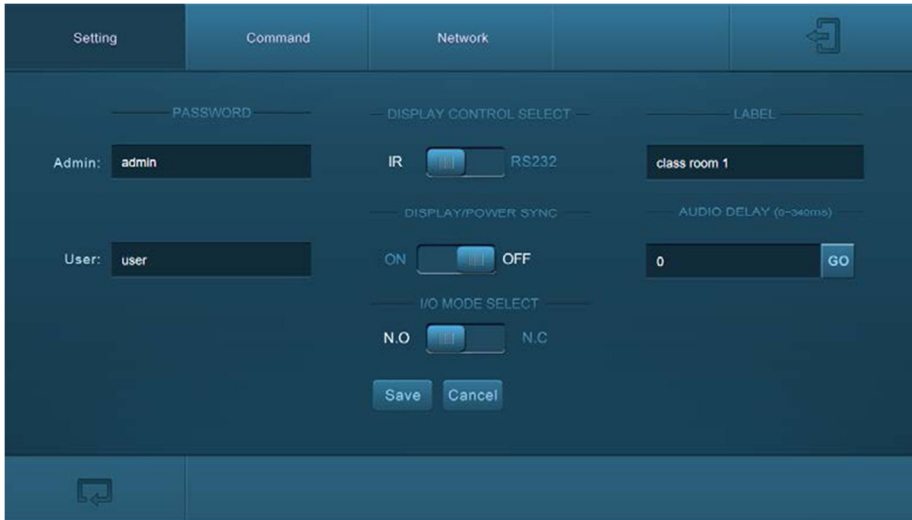 Setting Command Network
PASSWORD DISPLAY CONTROL SELECT LABEL
Admin: admin IR RS232 class room 1
DISPLAY/POWER SYNC AUDIO DELAY (0~340ms)
User: user ON OFF 0 GO
I/O MODE SELECT
N.O N.C
Save Cancel